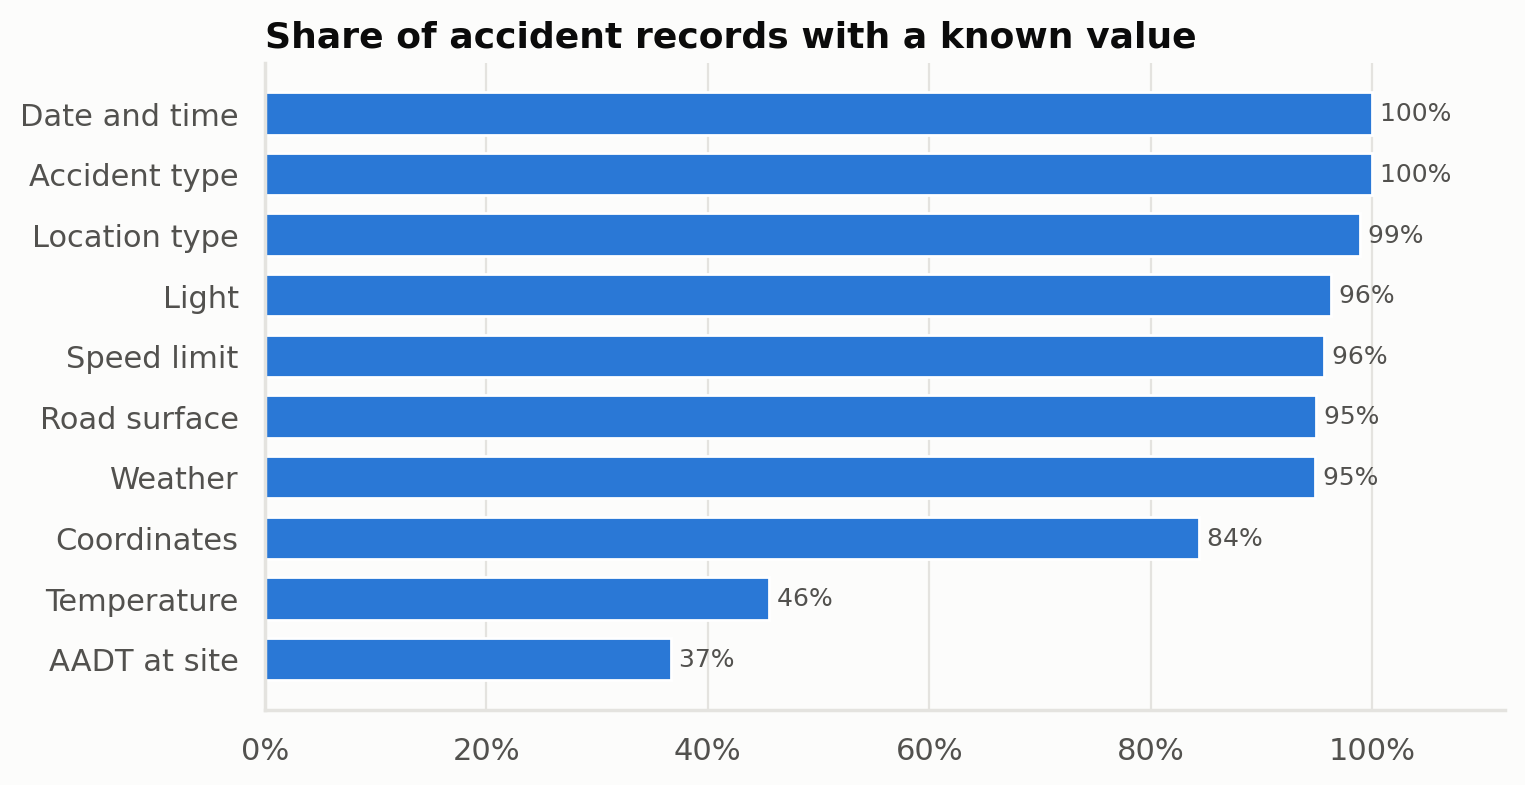 Share of accident records with a known value
Date and time 100%
Accident type 100%
Location type 99%
Light 96%
Speed limit 96%
Road surface 95%
Weather 95%
Coordinates 84%
Temperature 46%
AADT at site 37%
0% 20% 40% 60% 80% 100%